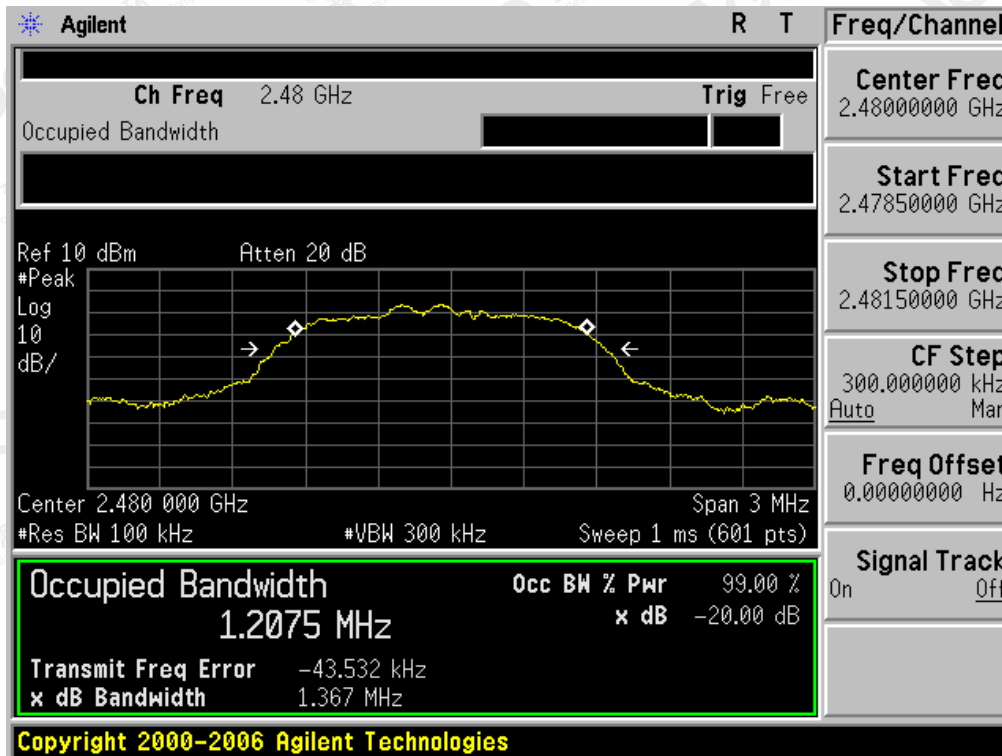 Agilent R T
Ch Freq 2.48 GHz Trig Free
Occupied Bandwidth
Ref 10 dBm Atten 20 dB
#Peak
Log
10
dB/
Center 2.480 000 GHz Span 3 MHz
#Res BW 100 kHz #VBW 300 kHz Sweep 1 ms (601 pts)
Occupied Bandwidth Occ BW % Pwr 99.00 %
1.2075 MHz x dB -20.00 dB
Transmit Freq Error -43.532 kHz
x dB Bandwidth 1.367 MHz
Copyright 2000-2006 Agilent Technologies
Freq/Channel
Center Freq
2.48000000 GHz
Start Freq
2.47850000 GHz
Stop Freq
2.48150000 GHz
CF Step
300.000000 kHz
Auto Man
Freq Offset
0.00000000 Hz
Signal Track
On Off